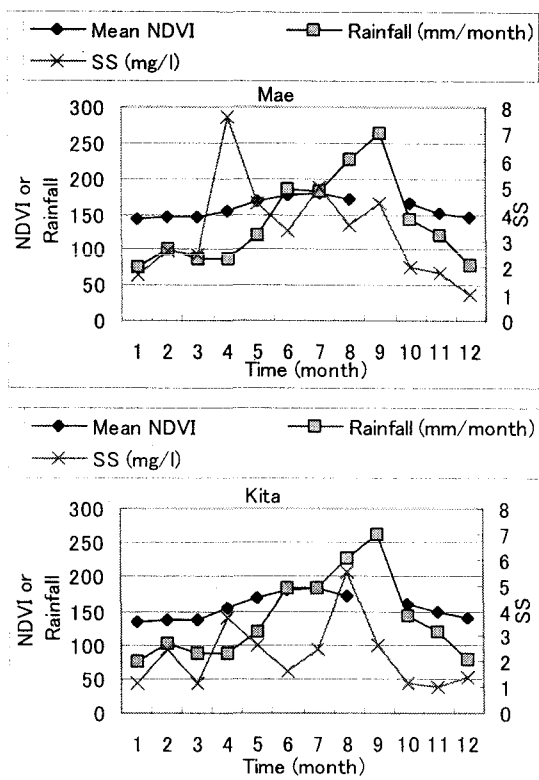 Mean NDVI Rainfall (mm/month)
SS (mg/l)
Mae
300 8
250 7
200 6
150 5
100 4
50 3
0 2
1
0
NDVI or
Rainfall
SS
1 2 3 4 5 6 7 8 9 10 11 12
Time (month)
Mean NDVI Rainfall (mm/month)
SS (mg/l)
Kita
300 8
250 7
200 6
150 5
100 4
50 3
0 2
1
0
NDVI or
Rainfall
SS
1 2 3 4 5 6 7 8 9 10 11 12
Time (month)